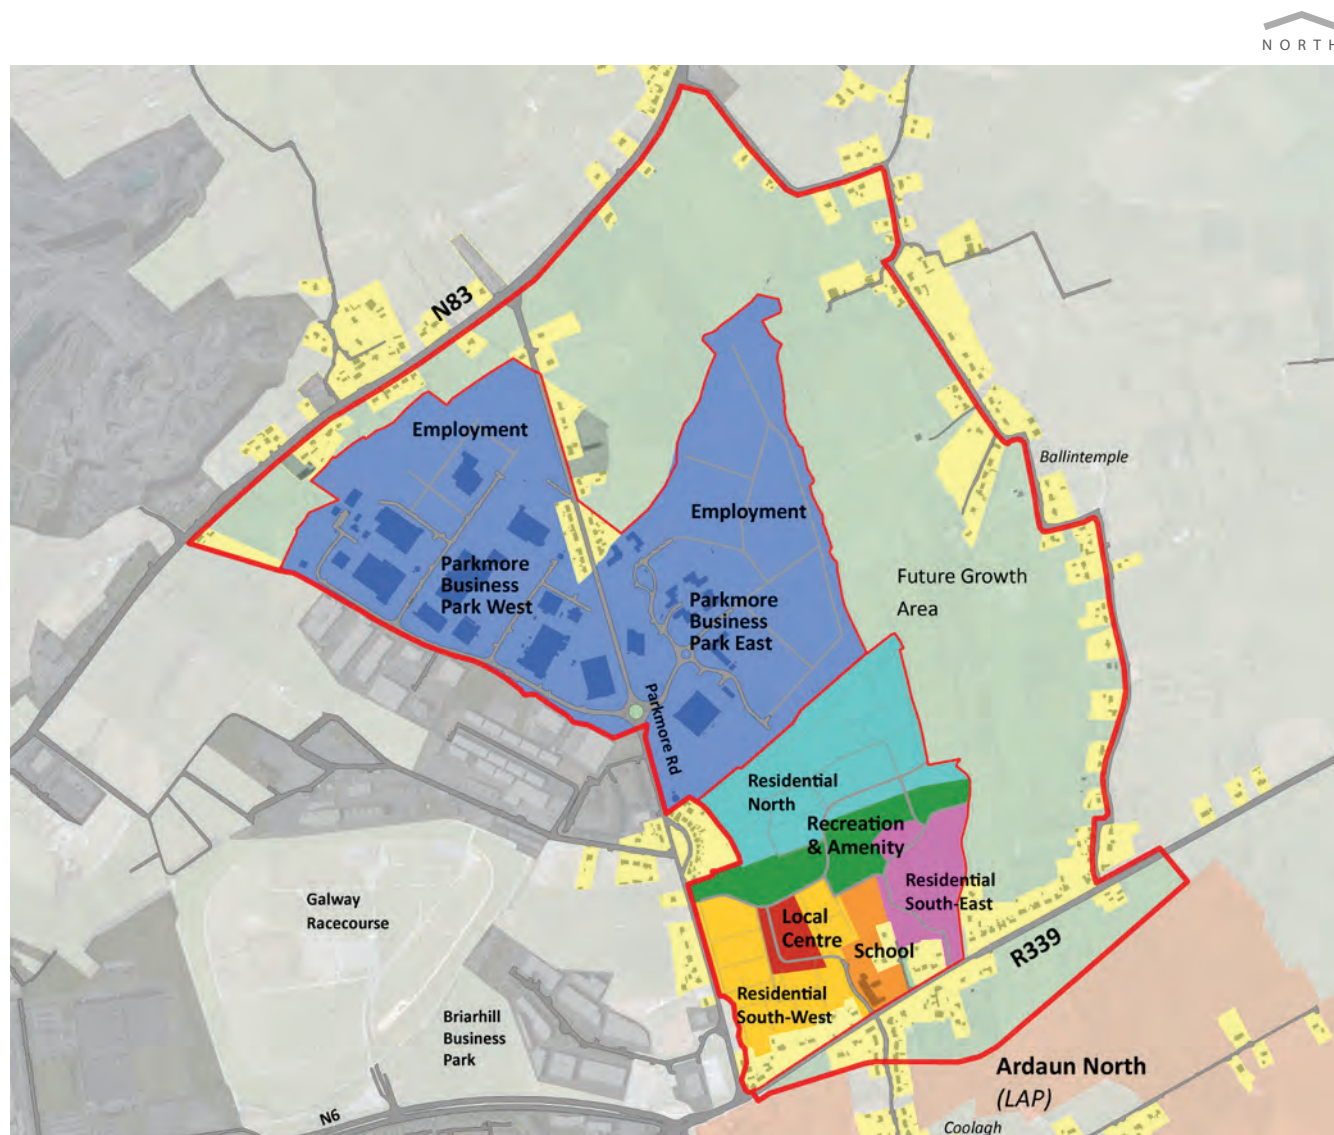 NORTH
N83
Employment
Ballintemple
Employment
Parkmore
Business
Park West
Future Growth
Area
Parkmore
Business
Park East
Parkmore Rd
Residential
North
Recreation
& Amenity
Galway
Racecourse
Residential
South-East
Local
Centre
School
R339
Residential
South-West
Briarhill
Business
Park
Ardaun North
(LAP)
N6
Coolagh